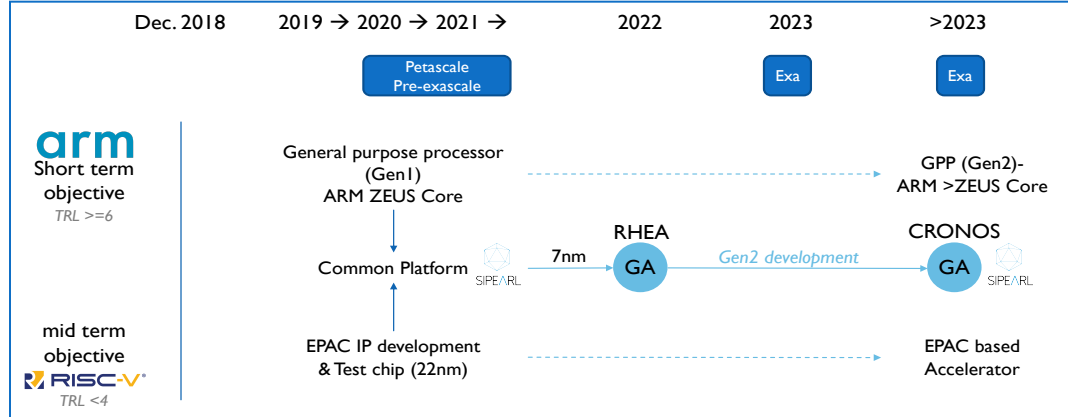 Dec. 2018 2019 → 2020 → 2021 → 2022 2023 >2023
Petascale
Pre-exascale
Exa
Exa
arm
Short term
objective
TRL >=6
General purpose processor
(Gen1)
ARM ZEUS Core
GPP (Gen2)-
ARM >ZEUS Core
RHEA
CRONOS
Common Platform
SIPEARL
7nm
GA
Gen2 development
GA
SIPEARL
mid term
objective
RISC-V®
TRL <4
EPAC IP development
& Test chip (22nm)
EPAC based
Accelerator